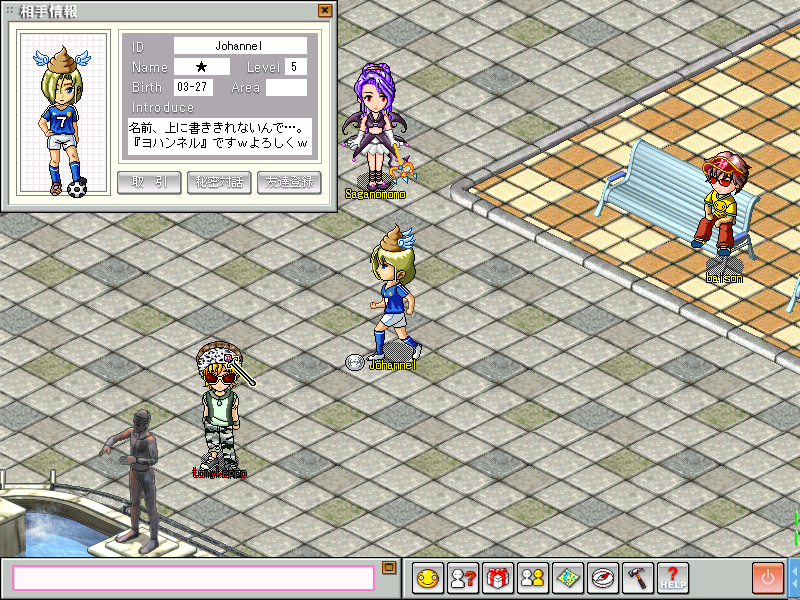 相手情報
ID Johannel
Name ★ Level 5
Birth 03-27 Area
Introduce
名前、上に書ききれないんで…。
『ヨハンネル』ですwよろしくw
取 引 秘密対話 友達登録
7
Saganomomo
balson
Johannel
HELP